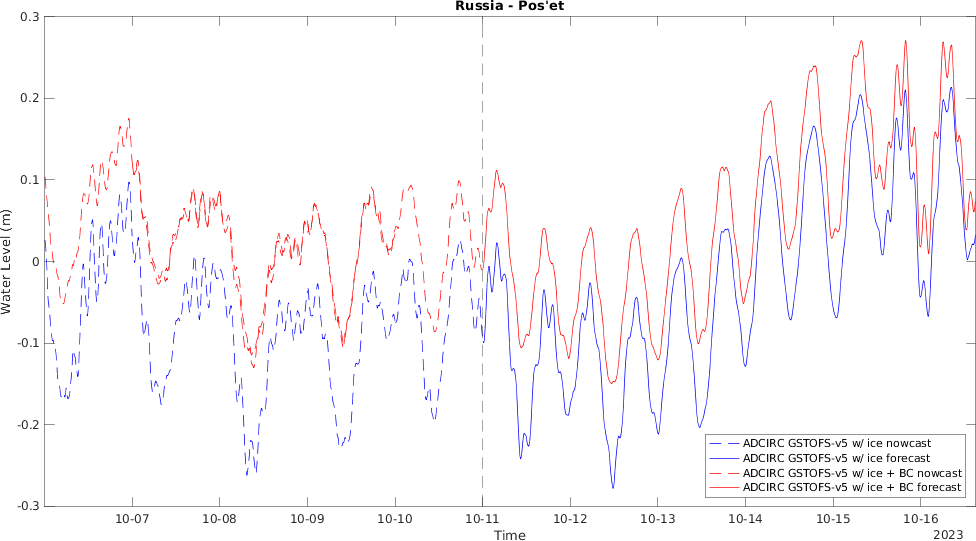 Russia - Pos'et
Water Level (m)
0.3
0.2
0.1
0
-0.1
-0.2
-0.3
10-07
10-08
10-09
10-10
10-11
10-12
10-13
10-14
10-15
10-16
Time
2023
ADCIRC GSTOFS-v5 w/ ice nowcast
ADCIRC GSTOFS-v5 w/ ice forecast
ADCIRC GSTOFS-v5 w/ ice + BC nowcast
ADCIRC GSTOFS-v5 w/ ice + BC forecast